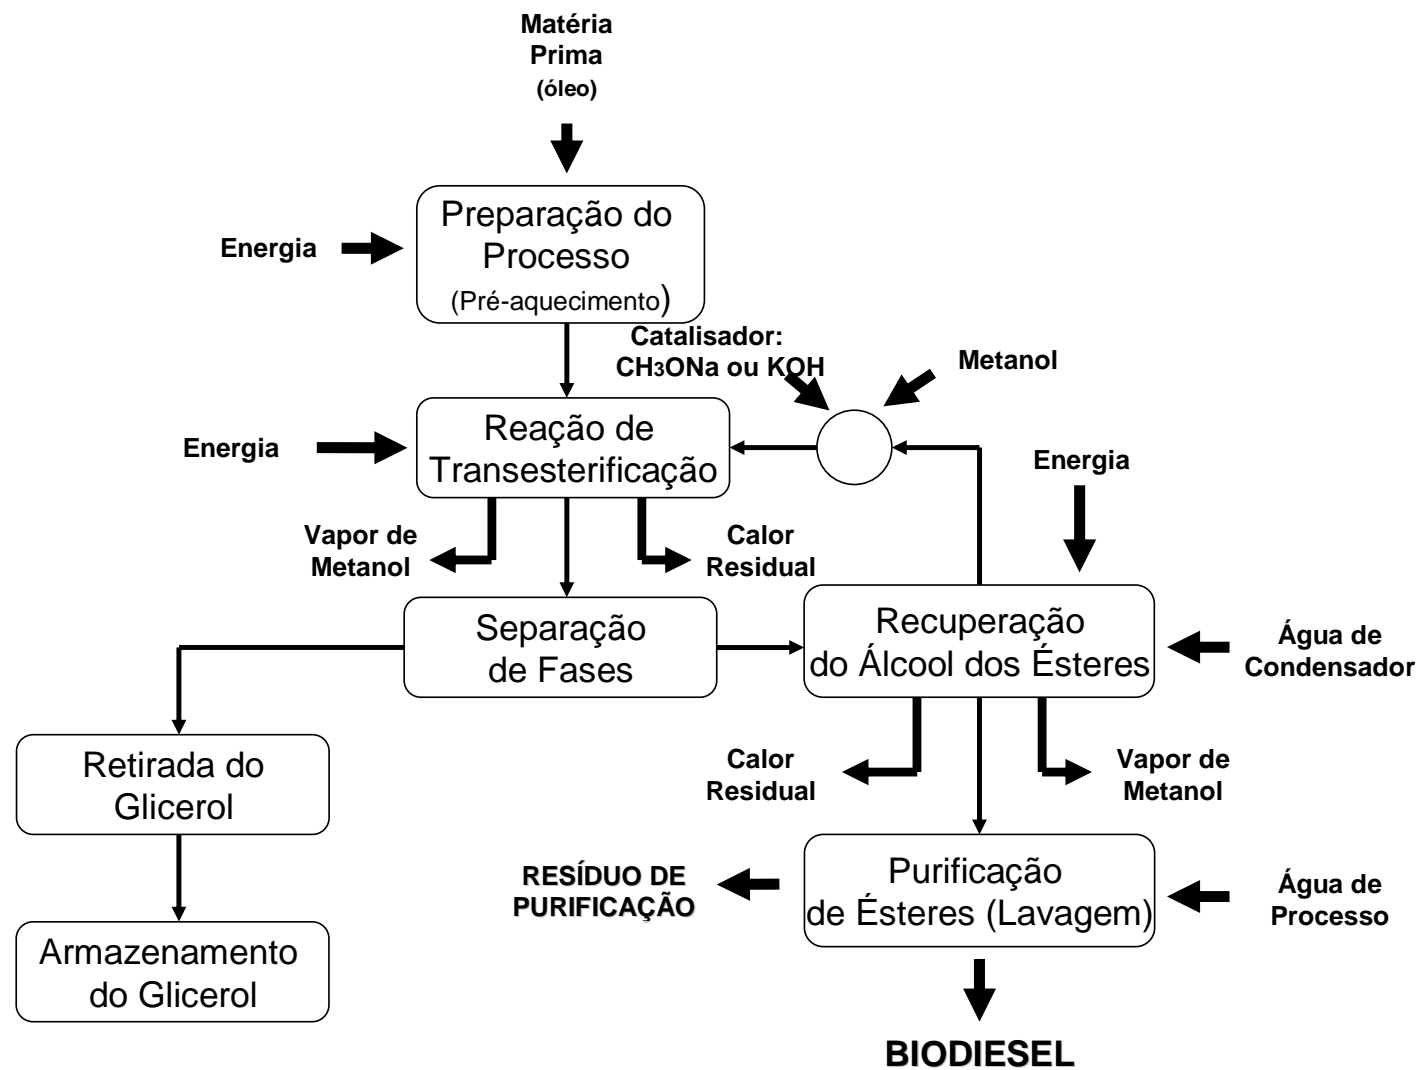 Matéria
Prima
(óleo)
Preparação do
Processo
(Pré-aquecimento)
Energia
Catalisador:
CH3ONa ou KOH
Metanol
Reação de
Transesterificação
Energia
Energia
Vapor de
Metanol
Calor
Residual
Separação
de Fases
Recuperação
do Álcool dos Ésteres
Água de
Condensador
Retirada do
Glicerol
Calor
Residual
Vapor de
Metanol
RESÍDUO DE
PURIFICAÇÃO
Purificação
de Ésteres (Lavagem)
Água de
Processo
Armazenamento
do Glicerol
BIODIESEL